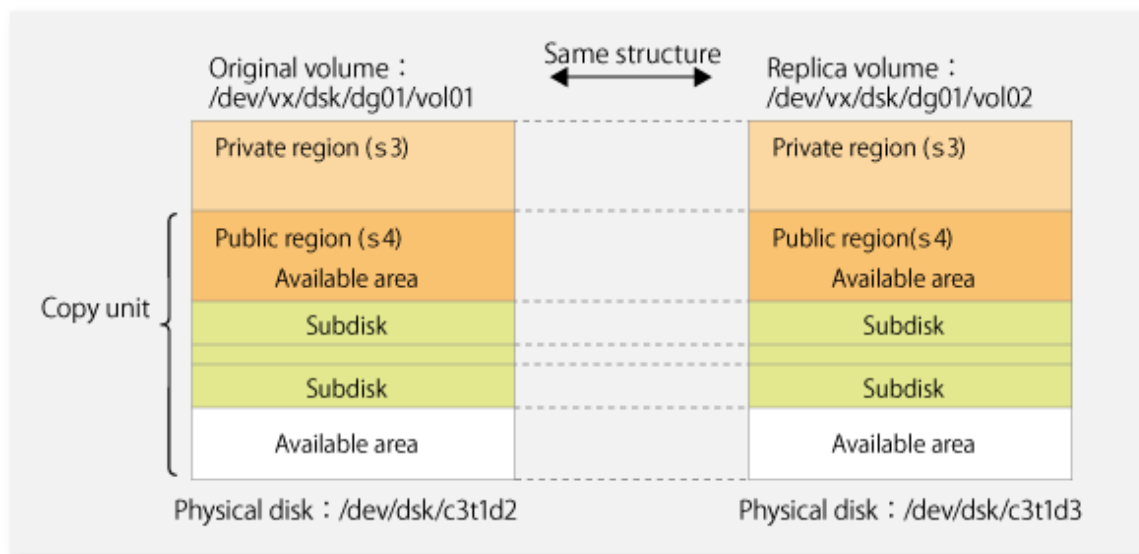 Same structure
Original volume：
/dev/vx/dsk/dg01/vol01
Replica volume：
/dev/vx/dsk/dg01/vol02
Private region (s3)
Private region (s3)
Public region (s4)
Available area
Public region(s4)
Available area
Copy unit
Subdisk
Subdisk
Subdisk
Subdisk
Available area
Available area
Physical disk：/dev/dsk/c3t1d2
Physical disk：/dev/dsk/c3t1d3